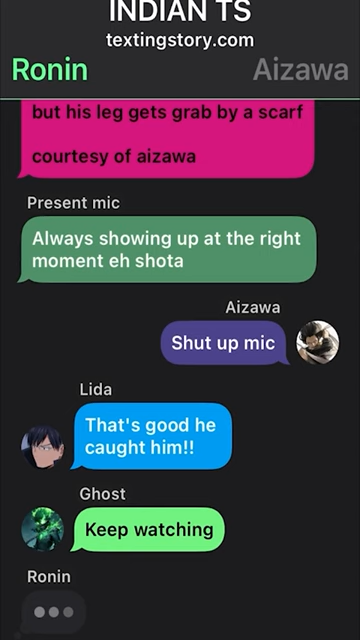 INDIAN TS
textingstory.com
Ronin Aizawa
but his leg gets grab by a scarf
courtesy of aizawa
Present mic
Always showing up at the right
moment eh shota
Aizawa
Shut up mic
Lida
That's good he
caught him!!
Ghost
Keep watching
Ronin